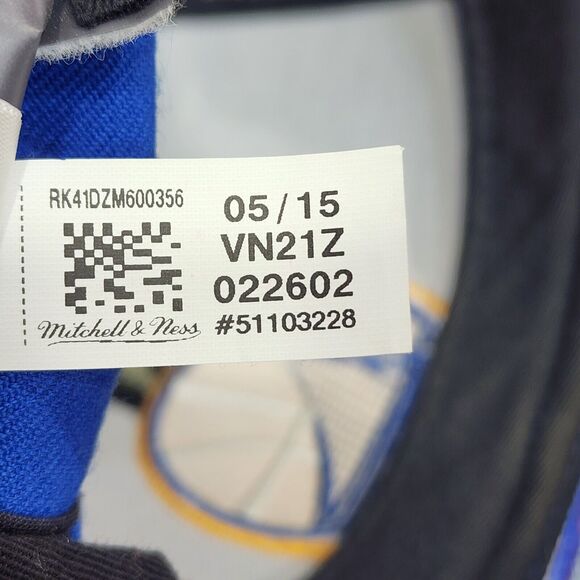 RK41DZM600356
Mitchell & Ness
05/15
VN21Z
022602
#51103228